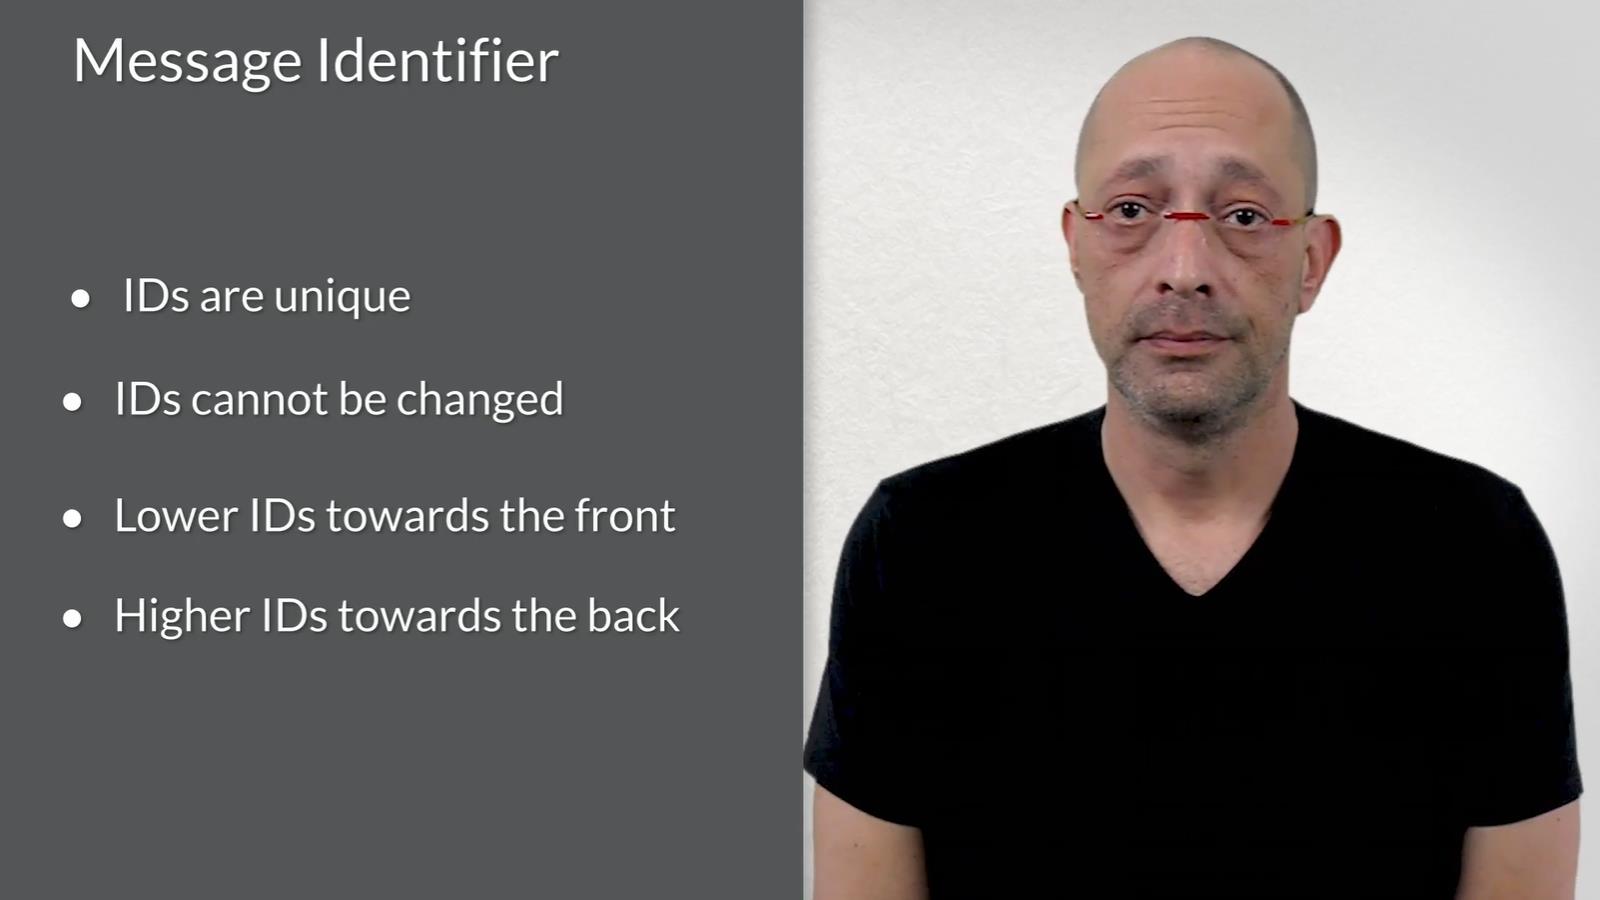 Message Identifier
• IDs are unique
• IDs cannot be changed
• Lower IDs towards the front
• Higher IDs towards the back